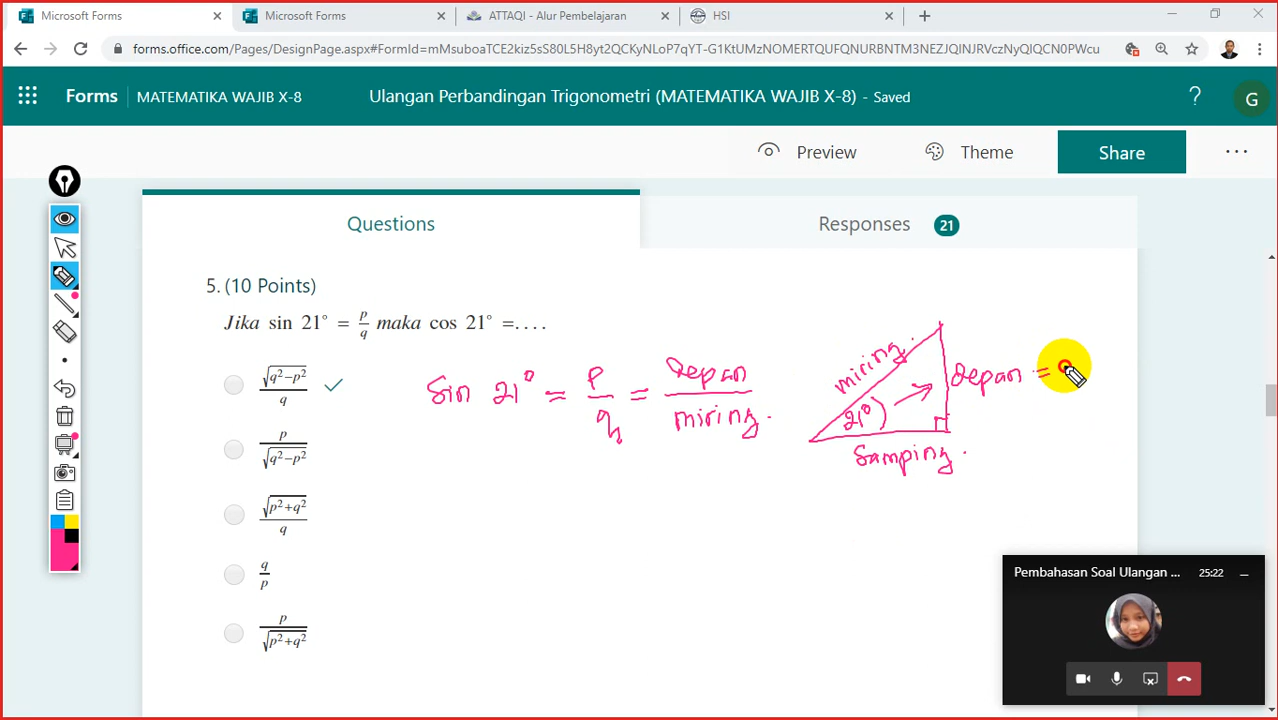 Microsoft Forms
Microsoft Forms
ATTAQI - Alur Pembelajaran
HSI
forms.office.com/Pages/DesignPage.aspx#FormId=mMsuboaTCE2kiz5sS80L5H8yt2QCKyNLoP7qYT-G1KtUMzNOMERTQUFQNURBNTM3NEZJQlNJRVczNyQlQCN0PWcu
Forms
MATEMATIKA WAJIB X-8
Ulangan Perbandingan Trigonometri (MATEMATIKA WAJIB X-8) - Saved
?
G
Preview
Theme
Share
...
Questions
Responses 21
5. (10 Points)
Jika sin 21° = p/q maka cos 21° =....
√(q²−p²)/q
p/√(q²−p²)
√(p²+q²)/q
q/p
p/√(p²+q²)
Sin 21° = p/q = depan/miring.
miring.
21°
depan =
Samping.
Pembahasan Soal Ulangan ...
25:22